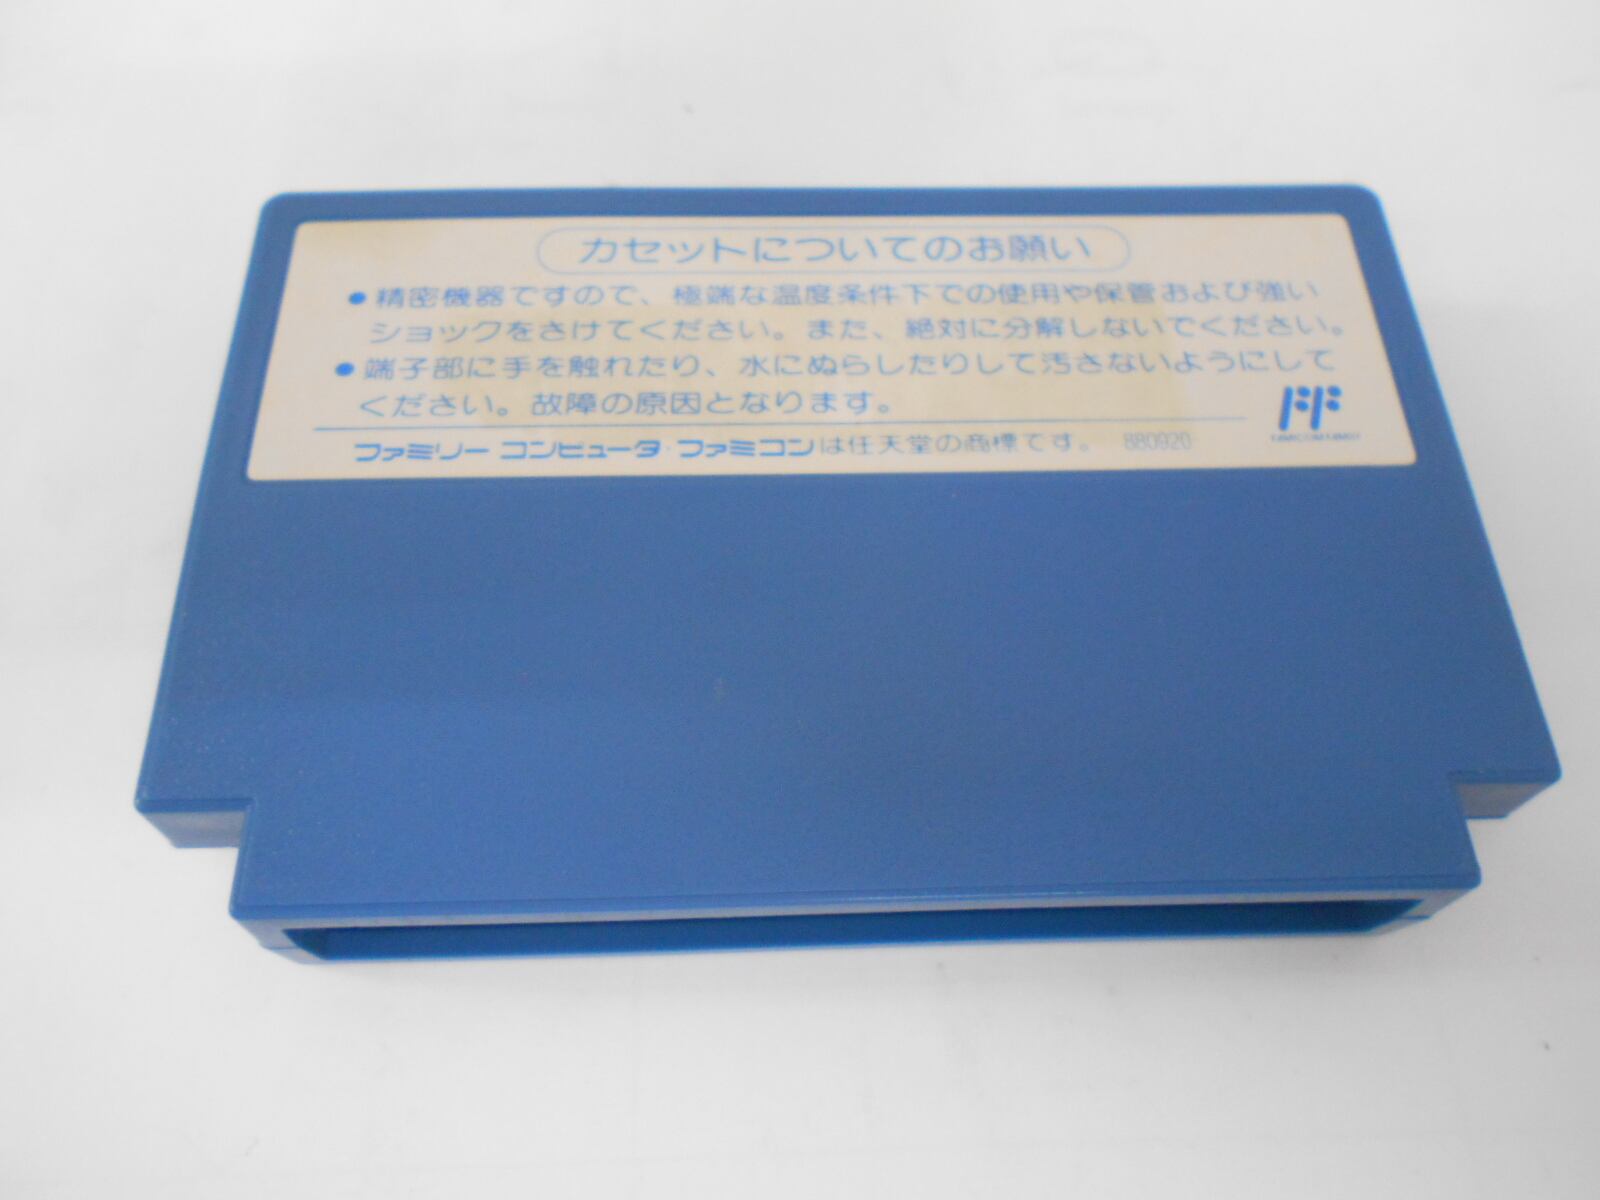 カセットについてのお願い
●精密機器ですので、極端な温度条件下での使用や保管および強い
ショックをさけてください。また、絶対に分解しないでください。
●端子部に手を触れたり、水にぬらしたりして汚さないようにして
ください。故障の原因となります。
ファミリー コンピュータ・ファミコンは任天堂の商標です。 880920